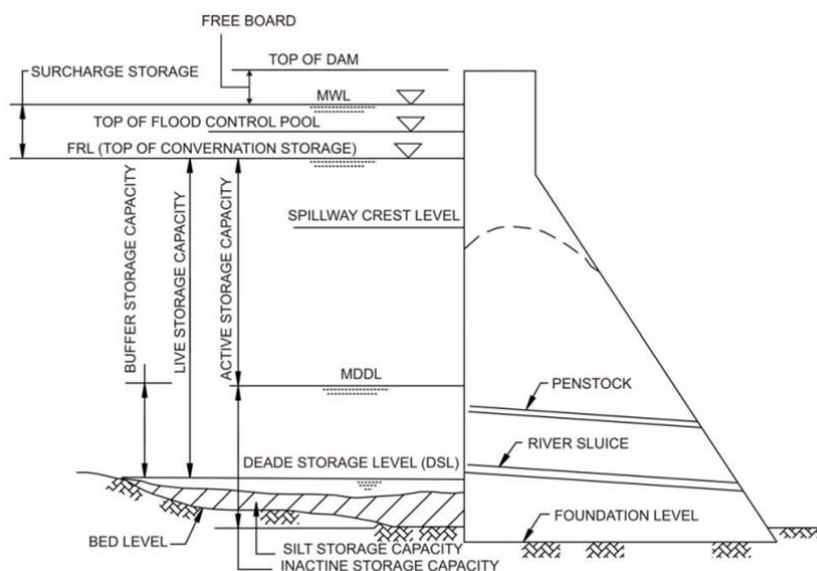 FREE BOARD
TOP OF DAM
SURCHARGE STORAGE
MWL
TOP OF FLOOD CONTROL POOL
FRL (TOP OF CONVERNATION STORAGE)
BUFFER STORAGE CAPACITY
LIVE STORAGE CAPACITY
ACTIVE STORAGE CAPACITY
SPILLWAY CREST LEVEL
MDDL
PENSTOCK
RIVER SLUICE
DEADE STORAGE LEVEL (DSL)
FOUNDATION LEVEL
BED LEVEL
SILT STORAGE CAPACITY
INACTINE STORAGE CAPACITY